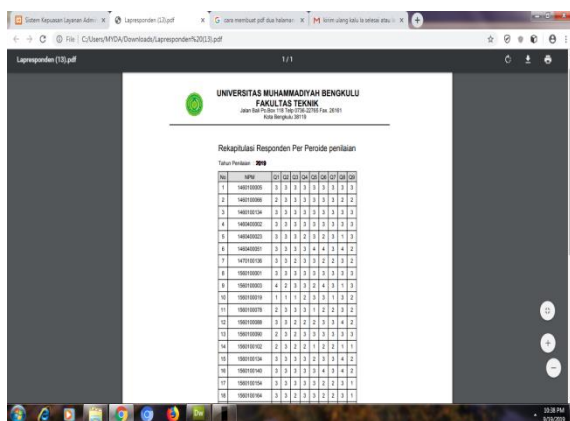 Sistem Kepuasan Layanan Admi
Lapresponden (13).pdf
cara membuat pdf dua halaman
kirim ulang kalu la selesai atau
File | C:/Users/MYDA/Downloads/Lapresponden%20(13).pdf
Lapresponden (13).pdf
1 / 1
UNIVERSITAS MUHAMMADIYAH BENGKULU
FAKULTAS TEKNIK
Kota Bengkulu 38119
Rekapitulasi Responden Per Peroide penilaian
Tahun Penilaian : 2019
No NPM Q1 Q2 Q3 Q4 Q5 Q6 Q7 Q8 Q9
1 1460100005 3 3 3 3 3 3 3 3 3
2 1460100066 2 3 3 3 3 3 3 2 2
3 1460100134 3 3 3 3 3 3 3 3 3
4 1460400002 3 3 3 3 3 3 3 3 3
5 1460400023 3 3 3 2 3 2 3 1 3
6 1460400051 3 3 3 3 4 4 3 4 2
7 1470100136 3 3 2 3 3 2 2 3 2
8 1560100001 3 3 3 3 3 3 3 3 3
9 1560100003 4 2 3 3 2 4 3 1 3
10 1560100019 1 1 1 2 3 3 1 3 2
11 1560100078 2 3 3 3 1 2 2 3 2
12 1560100086 3 3 2 2 2 3 3 4 2
13 1560100090 2 3 2 3 3 3 3 3 3
14 1560100102 2 3 2 2 1 2 2 1 1
15 1560100134 3 3 3 3 2 3 3 4 2
16 1560100140 3 3 3 3 3 4 3 4 2
17 1560100154 3 3 3 3 3 2 2 3 1
18 1560100164 3 3 2 3 3 2 2 3 1
Dw
10:38 PM
9/19/2019